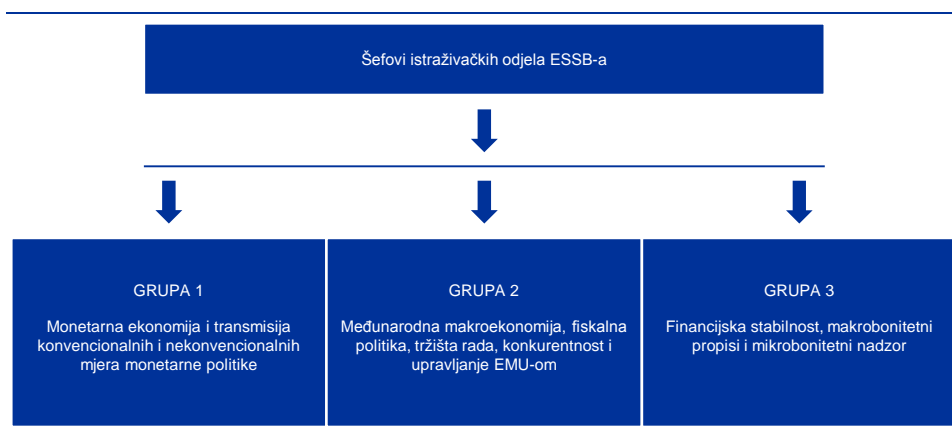 Šefovi istraživačkih odjela ESSB-a
GRUPA 1
Monetarna ekonomija i transmisija
konvencionalnih i nekonvencionalnih
mjera monetarne politike
GRUPA 2
Međunarodna makroekonomija, fiskalna
politika, tržišta rada, konkurentnost i
upravljanje EMU-om
GRUPA 3
Financijska stabilnost, makrobonitetni
propisi i mikrobonitetni nadzor